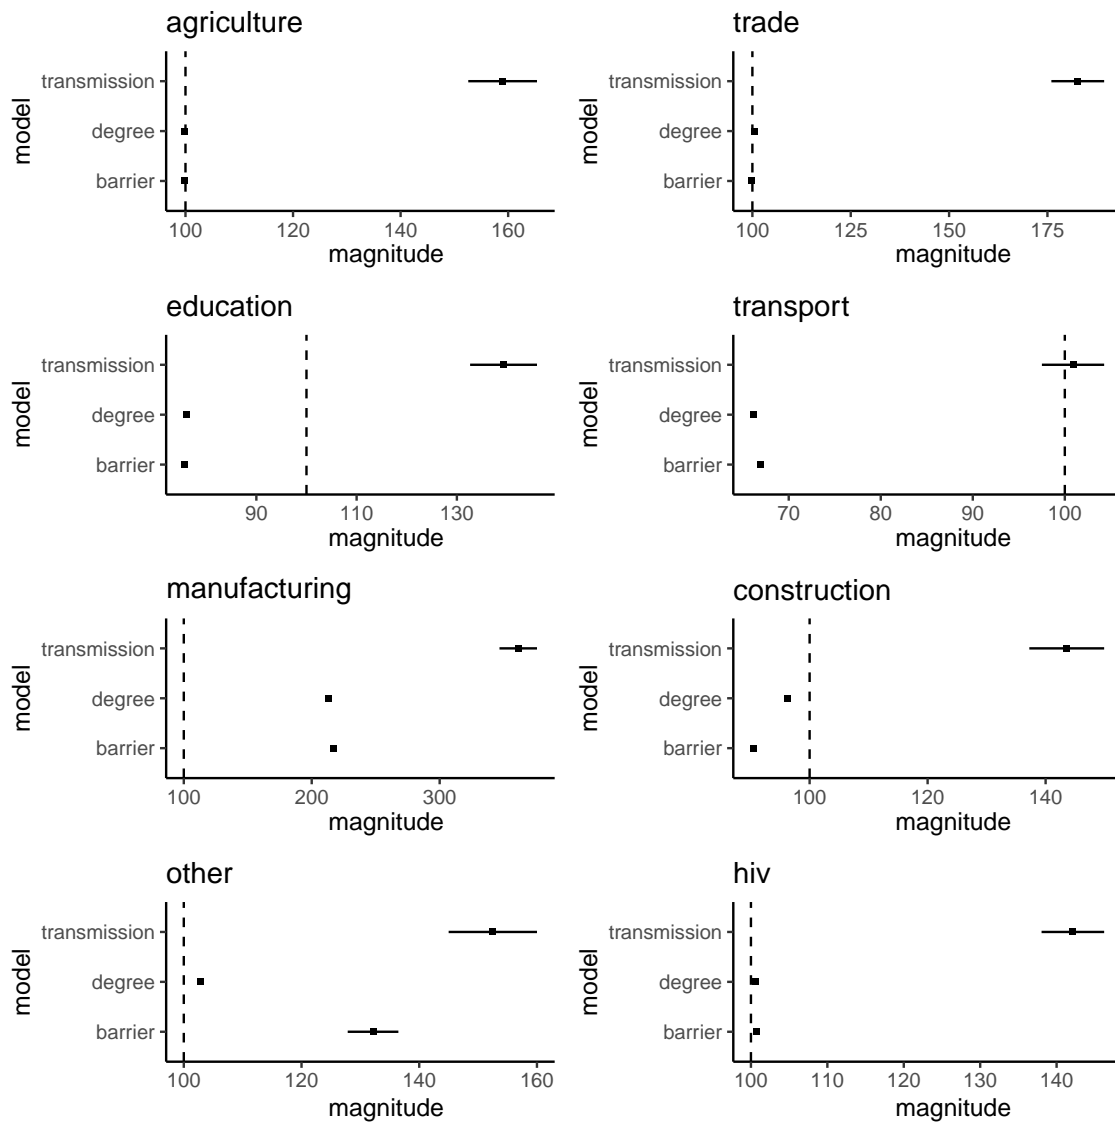 agriculture
model
transmission
degree
barrier
100 120 140 160
magnitude
trade
model
transmission
degree
barrier
100 125 150 175
magnitude
education
model
transmission
degree
barrier
90 110 130
magnitude
transport
model
transmission
degree
barrier
70 80 90 100
magnitude
manufacturing
model
transmission
degree
barrier
100 200 300
magnitude
construction
model
transmission
degree
barrier
100 120 140
magnitude
other
model
transmission
degree
barrier
100 120 140 160
magnitude
hiv
model
transmission
degree
barrier
100 110 120 130 140
magnitude